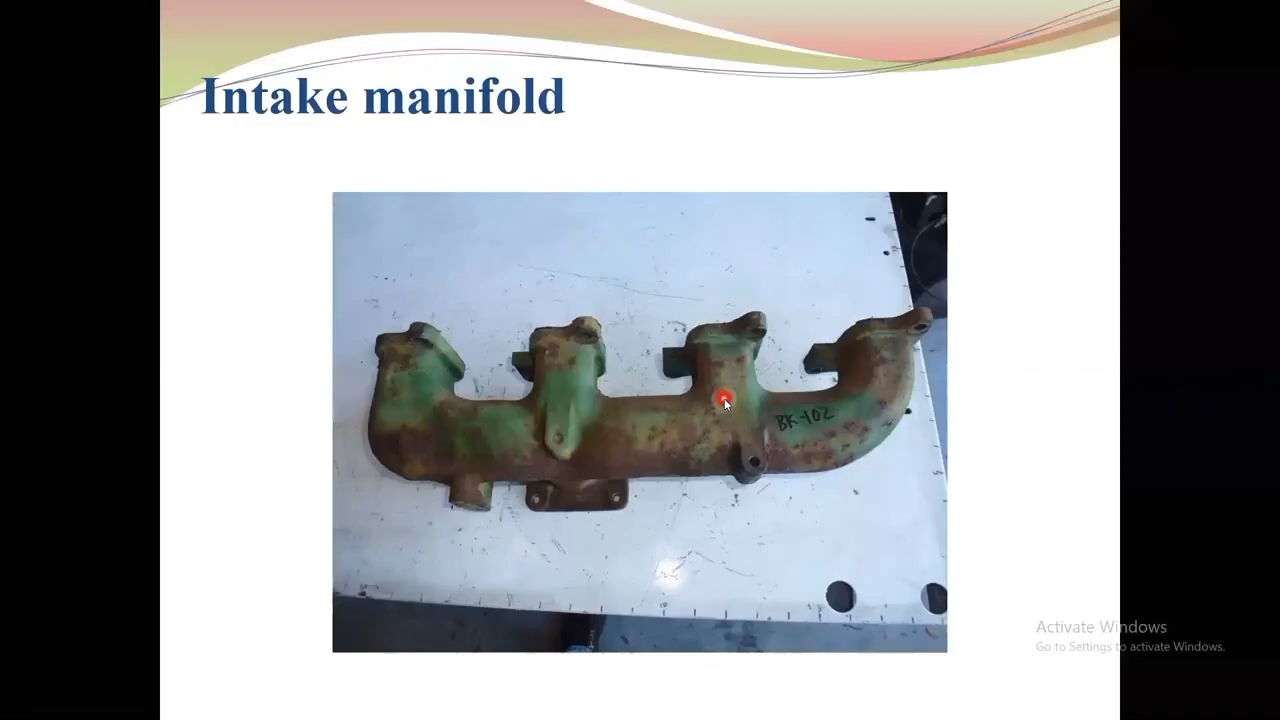 Intake manifold
BK-102
Activate Windows
Go to Settings to activate Windows.